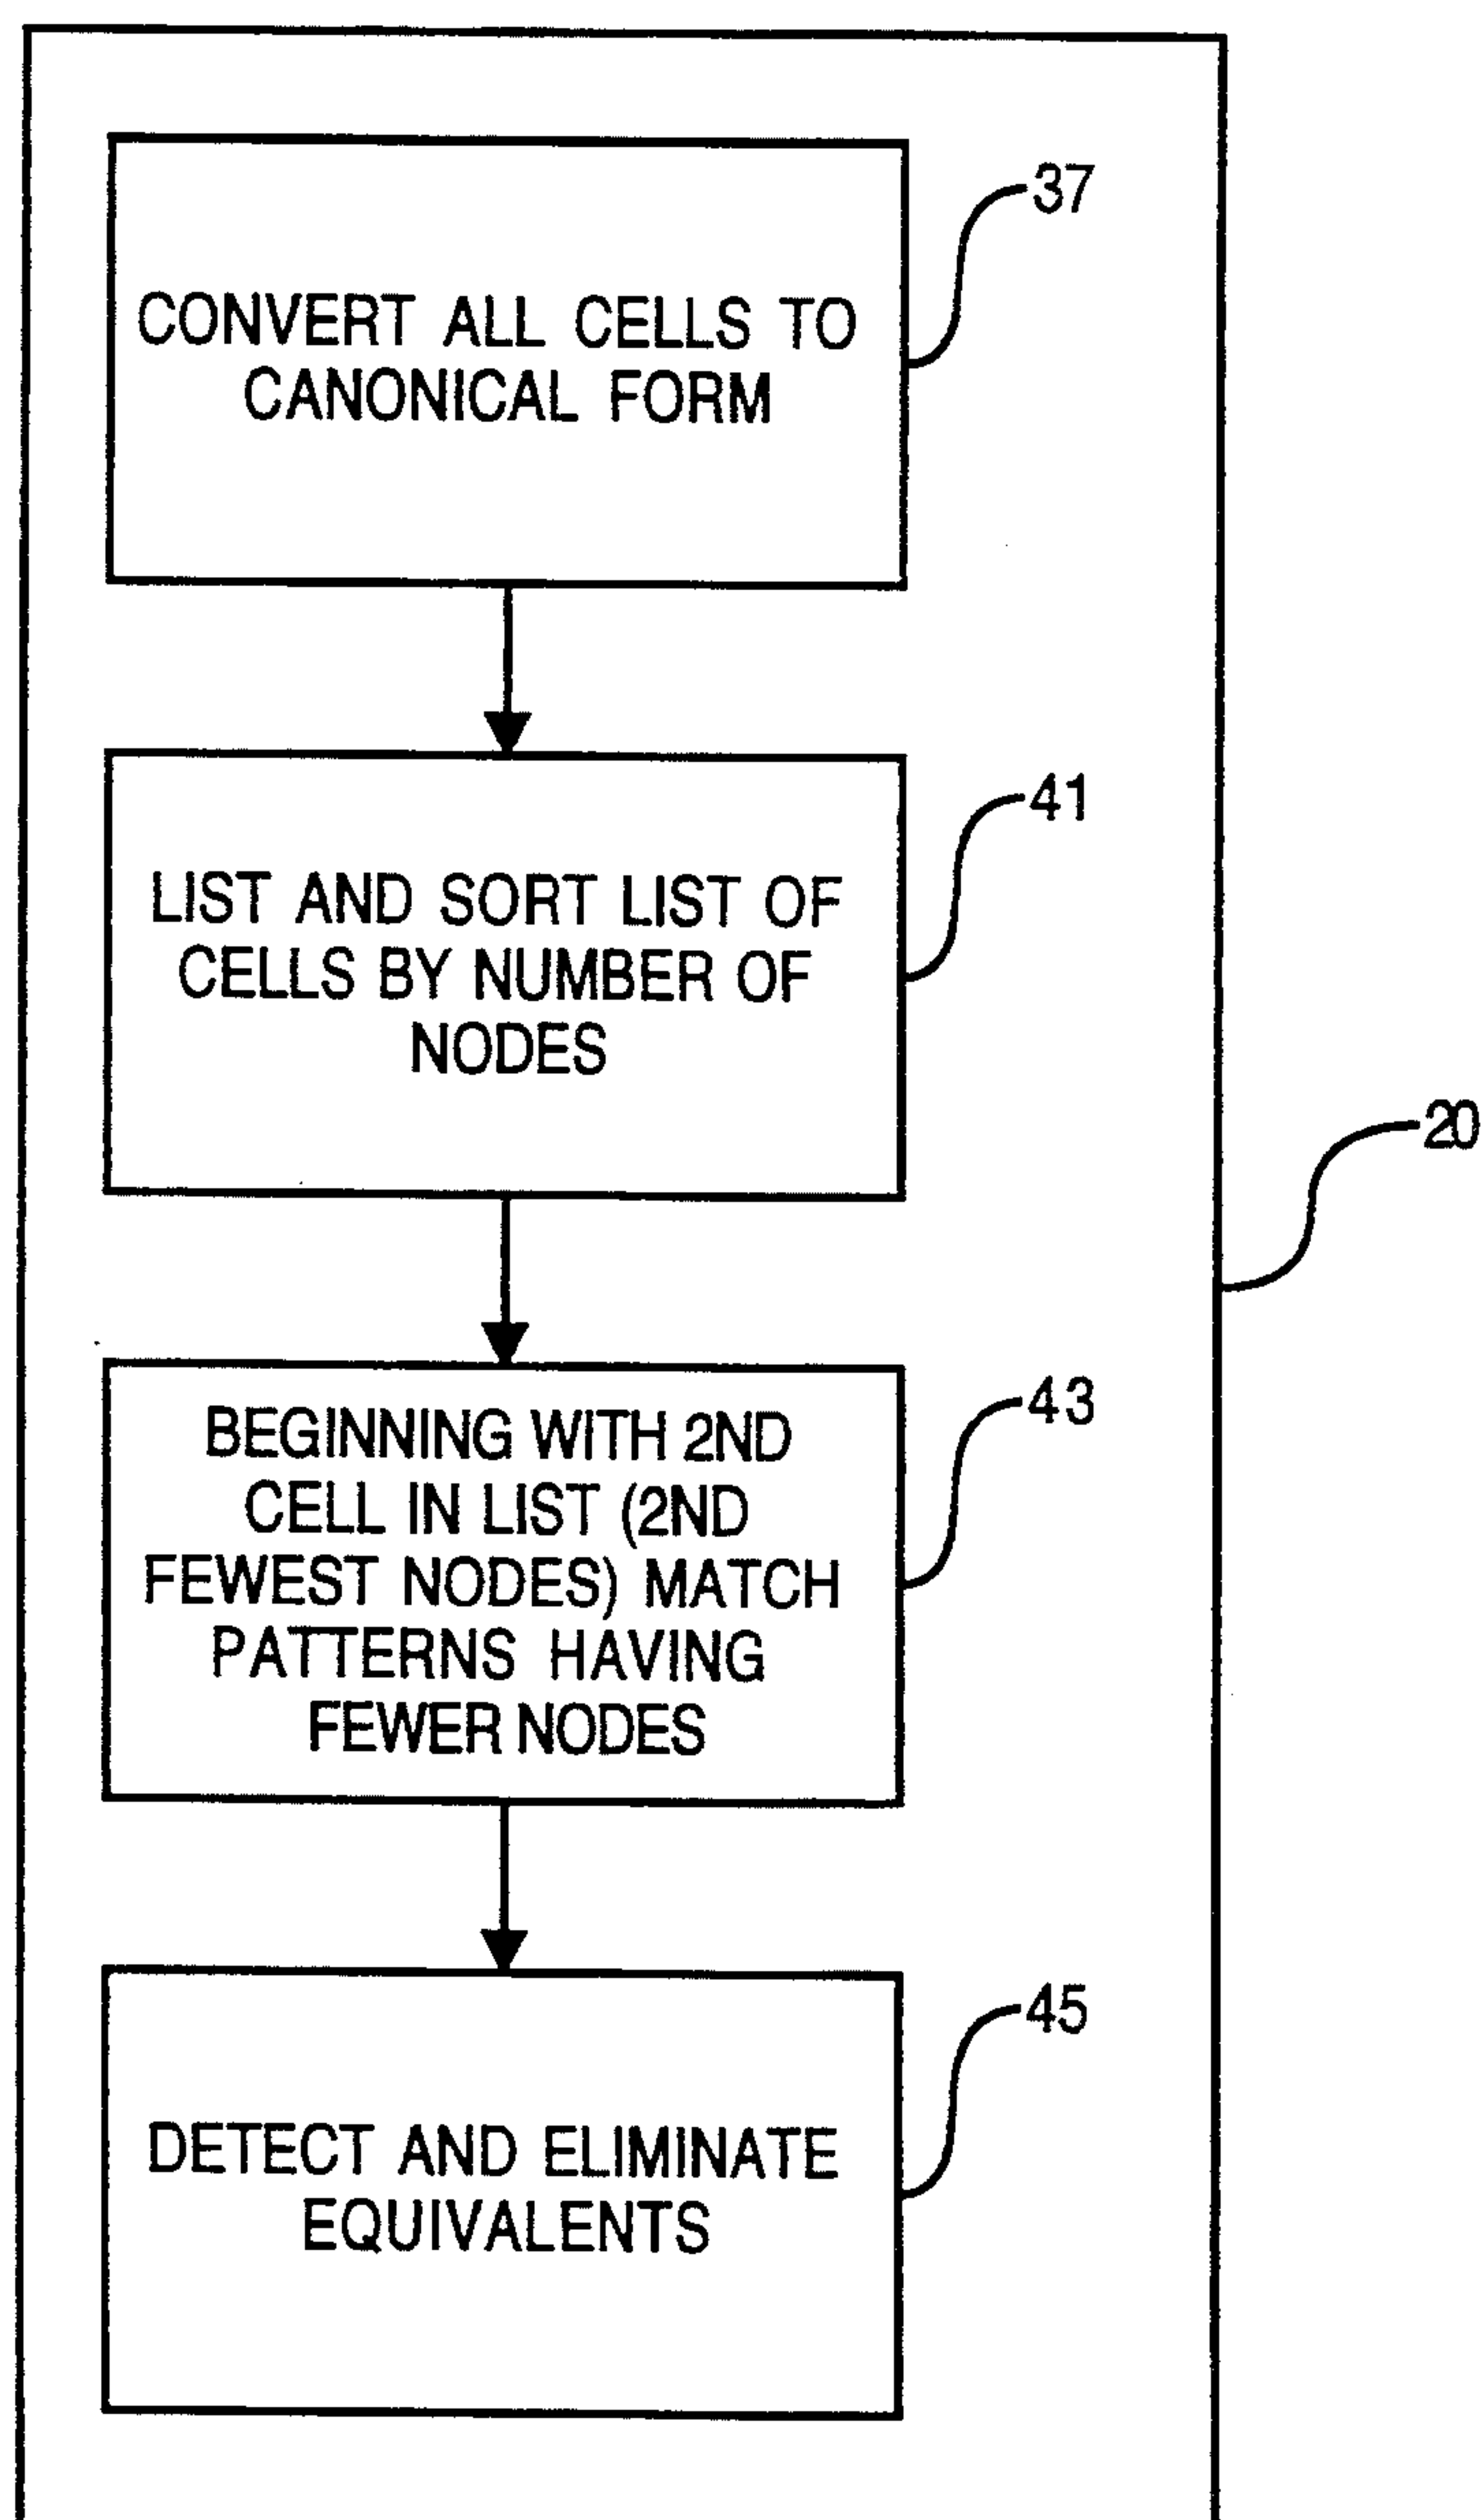 37
CONVERT ALL CELLS TO
CANONICAL FORM
41
LIST AND SORT LIST OF
CELLS BY NUMBER OF
NODES
20
43
BEGINNING WITH 2ND
CELL IN LIST (2ND
FEWEST NODES) MATCH
PATTERNS HAVING
FEWER NODES
45
DETECT AND ELIMINATE
EQUIVALENTS